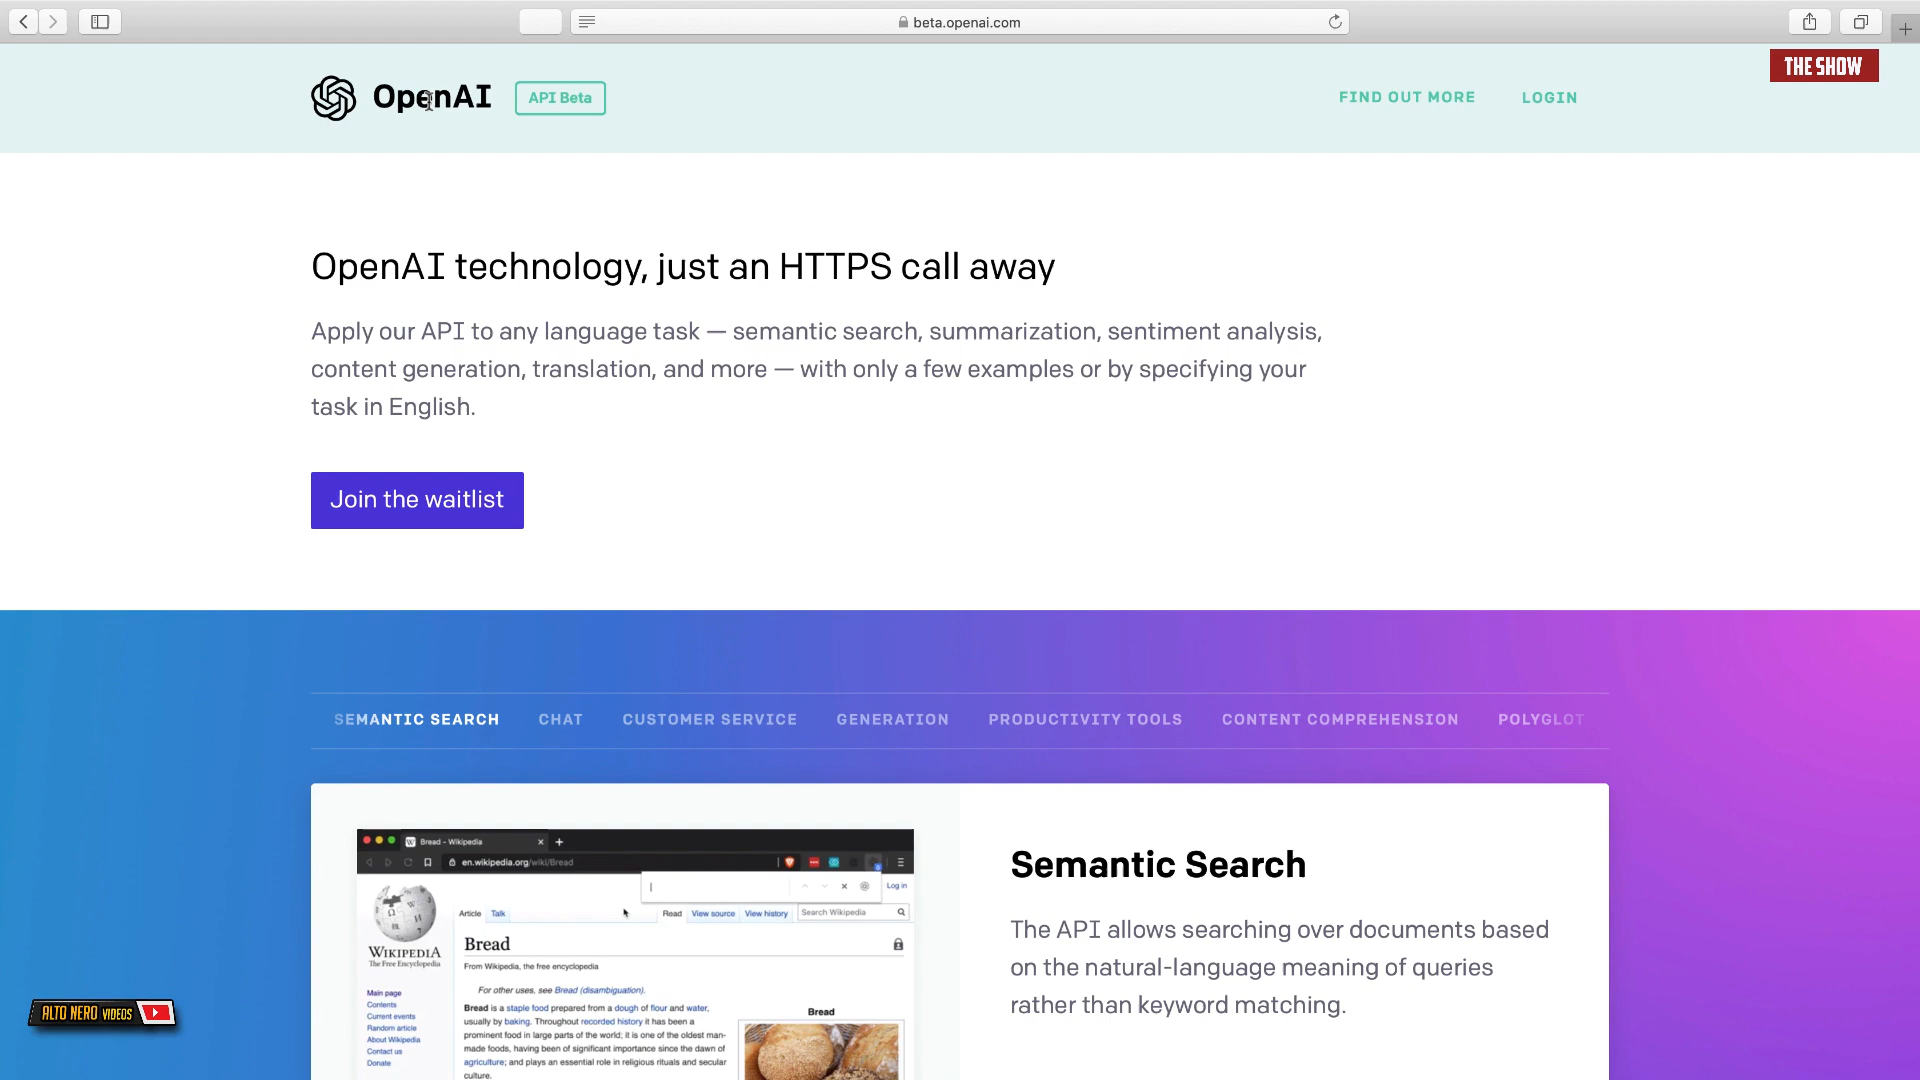 beta.openai.com
THE SHOW
OpenAI
API Beta
FIND OUT MORE
LOGIN
OpenAI technology, just an HTTPS call away
Apply our API to any language task — semantic search, summarization, sentiment analysis,
content generation, translation, and more — with only a few examples or by specifying your
task in English.
Join the waitlist
SEMANTIC SEARCH
CHAT
CUSTOMER SERVICE
GENERATION
PRODUCTIVITY TOOLS
CONTENT COMPREHENSION
POLYGLOT
Bread - Wikipedia
en.wikipedia.org/wiki/Bread
Log in
Article
Talk
Read
View source
View history
Search Wikipedia
WIKIPEDIA
The Free Encyclopedia
Main page
Contents
Current events
Random article
About Wikipedia
Contact us
Donate
Bread
From Wikipedia, the free encyclopedia
For other uses, see Bread (disambiguation).
Bread is a staple food prepared from a dough of flour and water,
usually by baking. Throughout recorded history it has been a
prominent food in large parts of the world; it is one of the oldest man-
made foods, having been of significant importance since the dawn of
agriculture; and plays an essential role in religious rituals and secular
culture.
Bread
Semantic Search
The API allows searching over documents based
on the natural-language meaning of queries
rather than keyword matching.
ALTO NERO VIDEOS